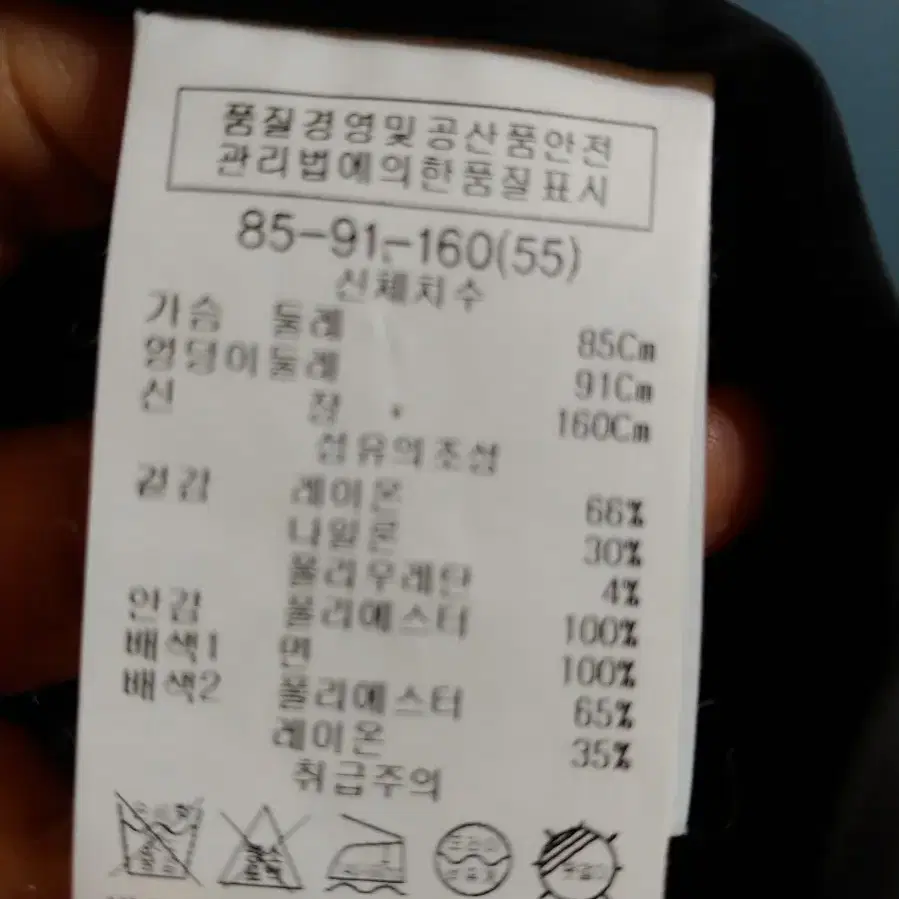 품질경영및공산품안전
관리법에의한품질표시
85-91-160(55)
신체치수
가슴 둘레 85Cm
엉덩이둘레 91Cm
신 장 160Cm
섬유의조성
겉감 레이온 66%
나일론 30%
폴리우레탄 4%
안감 폴리에스터 100%
배색1 면 100%
배색2 폴리에스터 65%
레이온 35%
취급주의